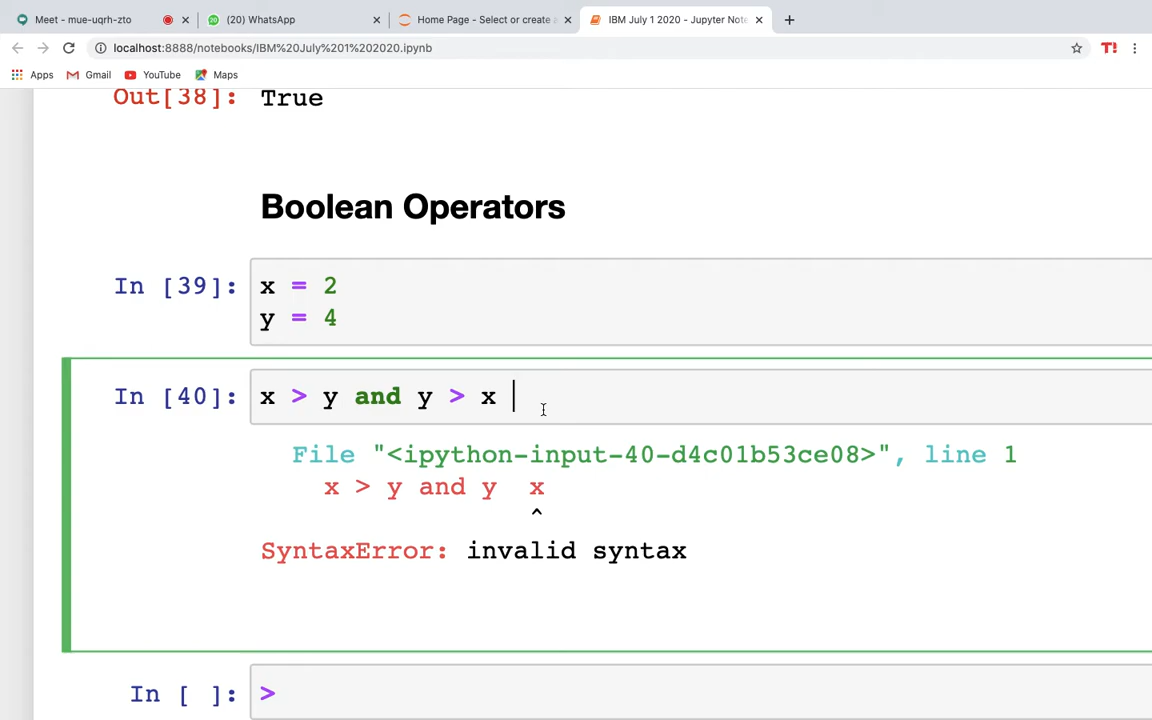 Meet - mue-uqrh-zto
(20) WhatsApp
Home Page - Select or create a
IBM July 1 2020 - Jupyter Note
localhost:8888/notebooks/IBM%20July%201%202020.ipynb
T!
Apps
Gmail
YouTube
Maps
Out[38]: True
Boolean Operators
In [39]: x = 2
y = 4
In [40]: x > y and y > x
File "<ipython-input-40-d4c01b53ce08>", line 1
x > y and y  x
^
SyntaxError: invalid syntax
In [ ]: >